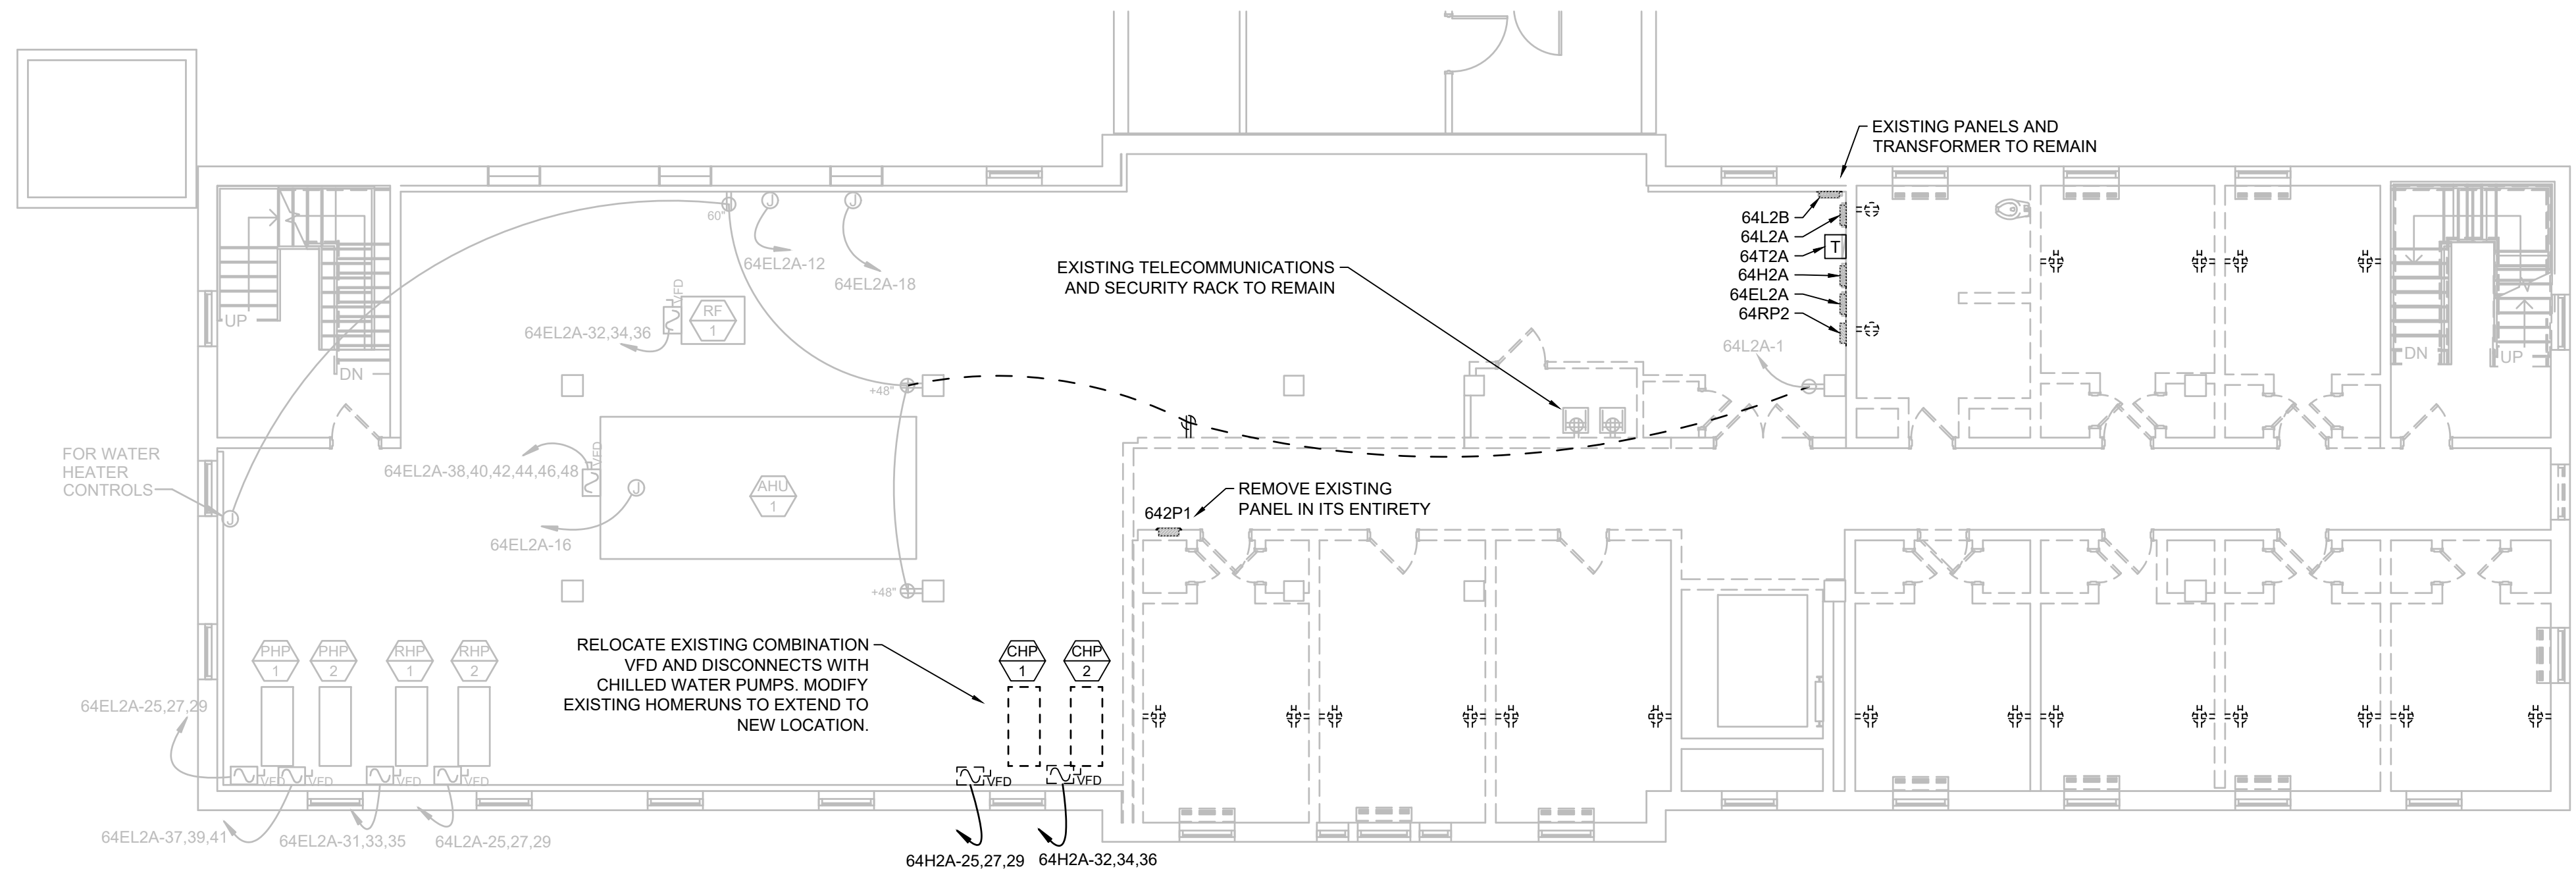 EXISTING PANELS AND
TRANSFORMER TO REMAIN
60"
J
J
64L2B
64L2A
64T2A
T
64H2A
64EL2A
64RP2
64EL2A-12
64EL2A-18
EXISTING TELECOMMUNICATIONS
AND SECURITY RACK TO REMAIN
VFD
RF
1
64EL2A-32,34,36
UP
DN
64L2A-1
DN
UP
+48"
FOR WATER
HEATER
CONTROLS
J
64EL2A-38,40,42,44,46,48
VFD
J
AHU
1
64EL2A-16
REMOVE EXISTING
PANEL IN ITS ENTIRETY
642P1
+48"
RELOCATE EXISTING COMBINATION
VFD AND DISCONNECTS WITH
CHILLED WATER PUMPS. MODIFY
EXISTING HOMERUNS TO EXTEND TO
NEW LOCATION.
PHP
1
PHP
2
RHP
1
RHP
2
CHP
1
CHP
2
64EL2A-25,27,29
VFD
VFD
VFD
VFD
VFD
VFD
64EL2A-37,39,41
64EL2A-31,33,35
64L2A-25,27,29
64H2A-25,27,29
64H2A-32,34,36